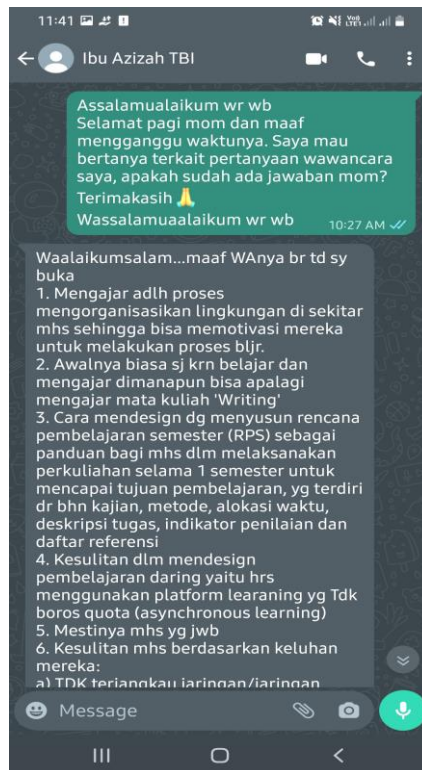 11:41
Ibu Azizah TBI
Assalamualaikum wr wb
Selamat pagi mom dan maaf
mengganggu waktunya. Saya mau
bertanya terkait pertanyaan wawancara
saya, apakah sudah ada jawaban mom?
Terimakasih 🙏
Wassalamuaalaikum wr wb
10:27 AM
Waalaikumsalam...maaf WAnya br td sy
buka
1. Mengajar adlh proses
mengorganisasikan lingkungan di sekitar
mhs sehingga bisa memotivasi mereka
untuk melakukan proses bljr.
2. Awalnya biasa sj krn belajar dan
mengajar dimanapun bisa apalagi
mengajar mata kuliah 'Writing'
3. Cara mendesign dg menyusun rencana
pembelajaran semester (RPS) sebagai
panduan bagi mhs dlm melaksanakan
perkuliahan selama 1 semester untuk
mencapai tujuan pembelajaran, yg terdiri
dr bhn kajian, metode, alokasi waktu,
deskripsi tugas, indikator penilaian dan
daftar referensi
4. Kesulitan dlm mendesign
pembelajaran daring yaitu hrs
menggunakan platform learaning yg Tdk
boros quota (asynchronous learning)
5. Mestinya mhs yg jwb
6. Kesulitan mhs berdasarkan keluhan
mereka:
a) TDK terjangkau jaringan/jaringan
Message